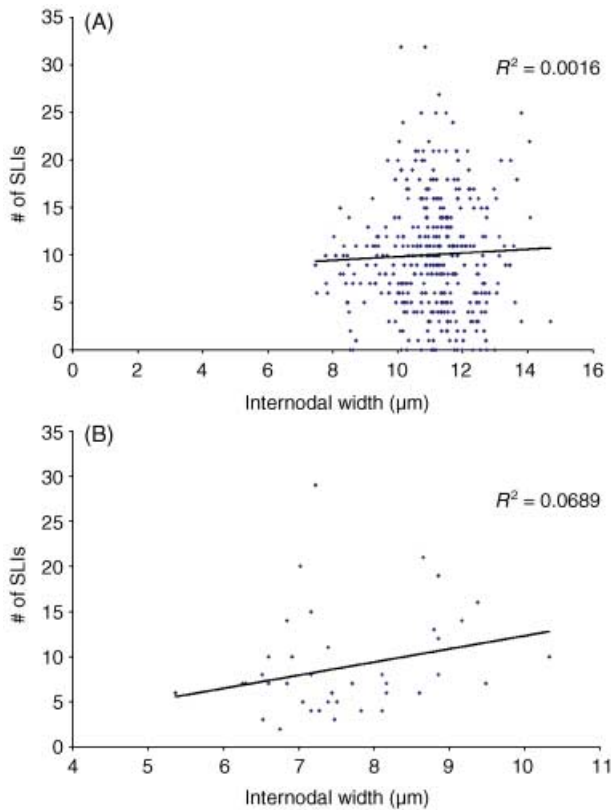 (A)
R² = 0.0016
# of SLIs
35
30
25
20
15
10
5
0
0 2 4 6 8 10 12 14 16
Internodal width (µm)
(B)
R² = 0.0689
# of SLIs
35
30
25
20
15
10
5
0
4 5 6 7 8 9 10 11
Internodal width (µm)